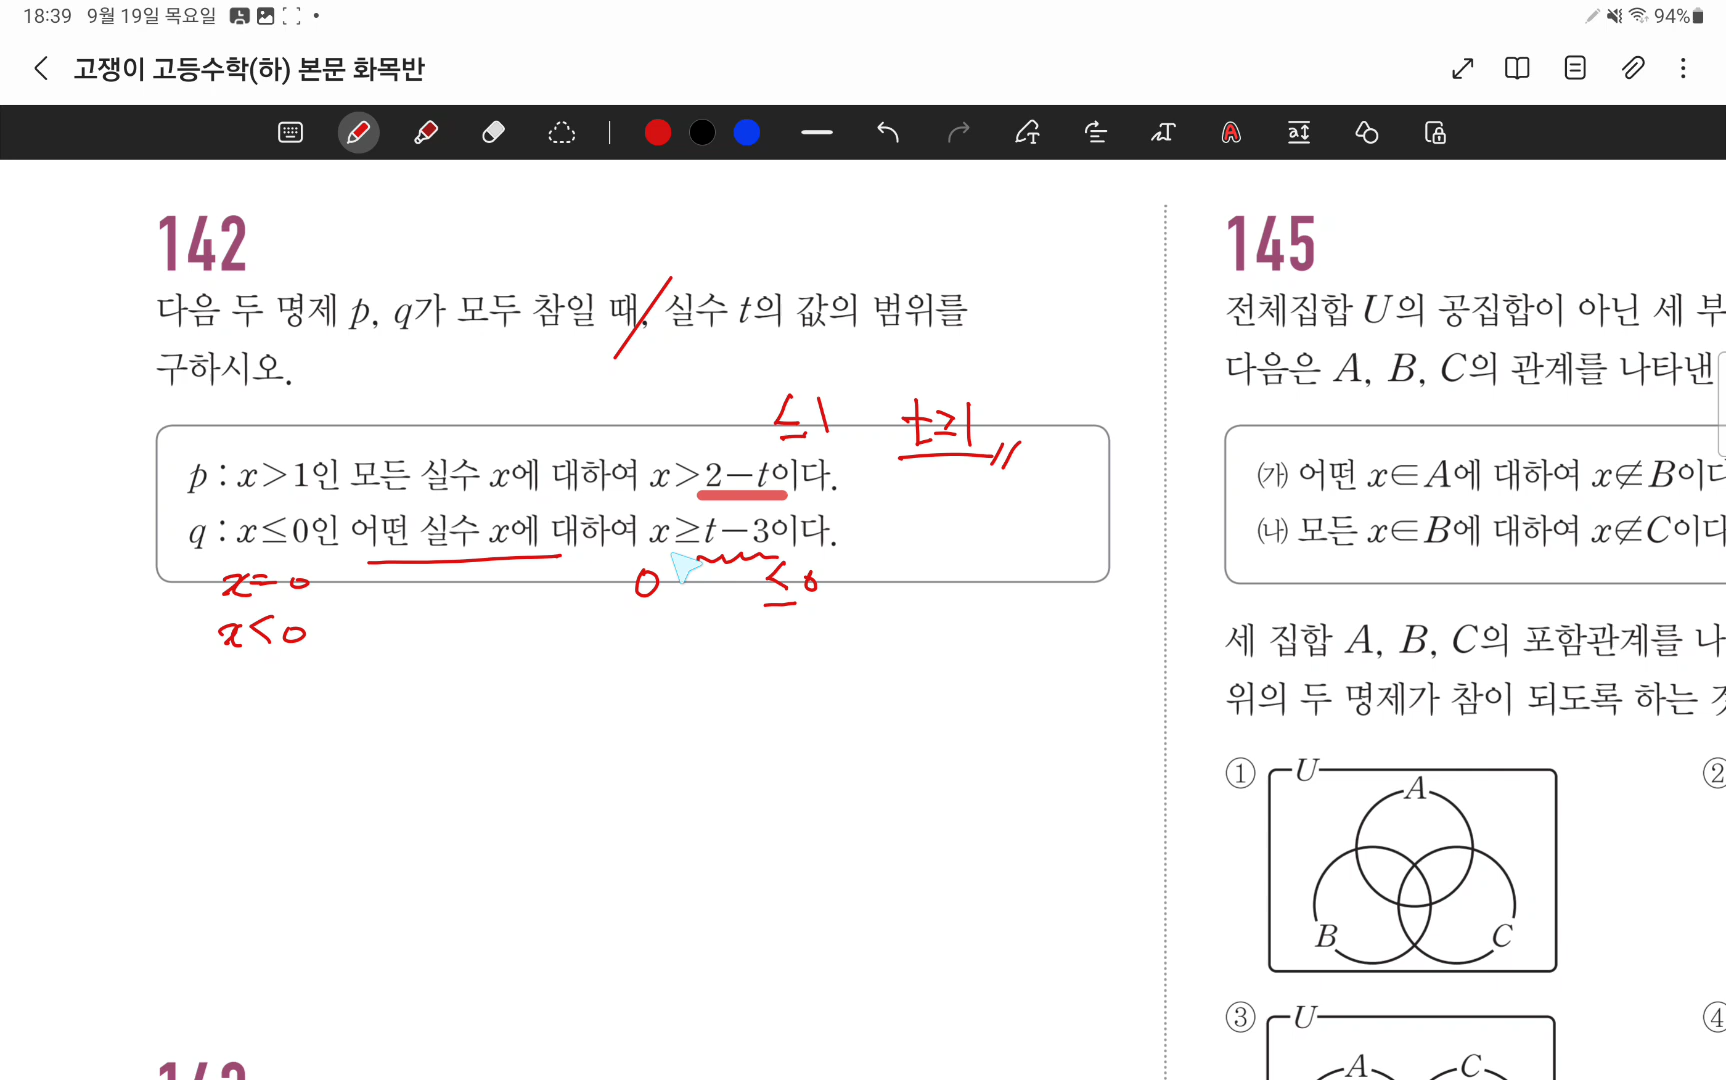 18:39 9월 19일 목요일
94%
고쟁이 고등수학(하) 본문 화목반
142
다음 두 명제 p, q가 모두 참일 때, 실수 t의 값의 범위를
구하시오.
≤1 t≥1
p : x>1인 모든 실수 x에 대하여 x>2−t이다.
q : x≤0인 어떤 실수 x에 대하여 x≥t−3이다.
x=0 0 ≤0
x<0
145
전체집합 U의 공집합이 아닌 세 부
다음은 A, B, C의 관계를 나타낸
㈎ 어떤 x∈A에 대하여 x∉B이다
㈏ 모든 x∈B에 대하여 x∉C이다
세 집합 A, B, C의 포함관계를 나
위의 두 명제가 참이 되도록 하는 것
① U ②
A
B C
③ U ④
A C